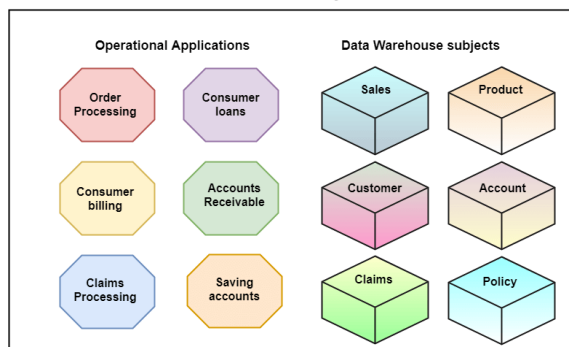 Operational Applications
Data Warehouse subjects
Order
Processing
Consumer
loans
Sales
Product
Consumer
billing
Accounts
Receivable
Customer
Account
Claims
Processing
Saving
accounts
Claims
Policy